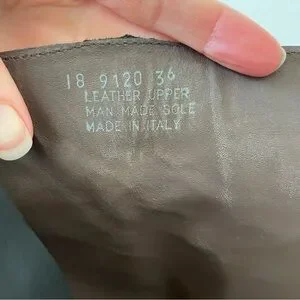 18 9120 36
LEATHER UPPER
MAN MADE SOLE
MADE IN ITALY